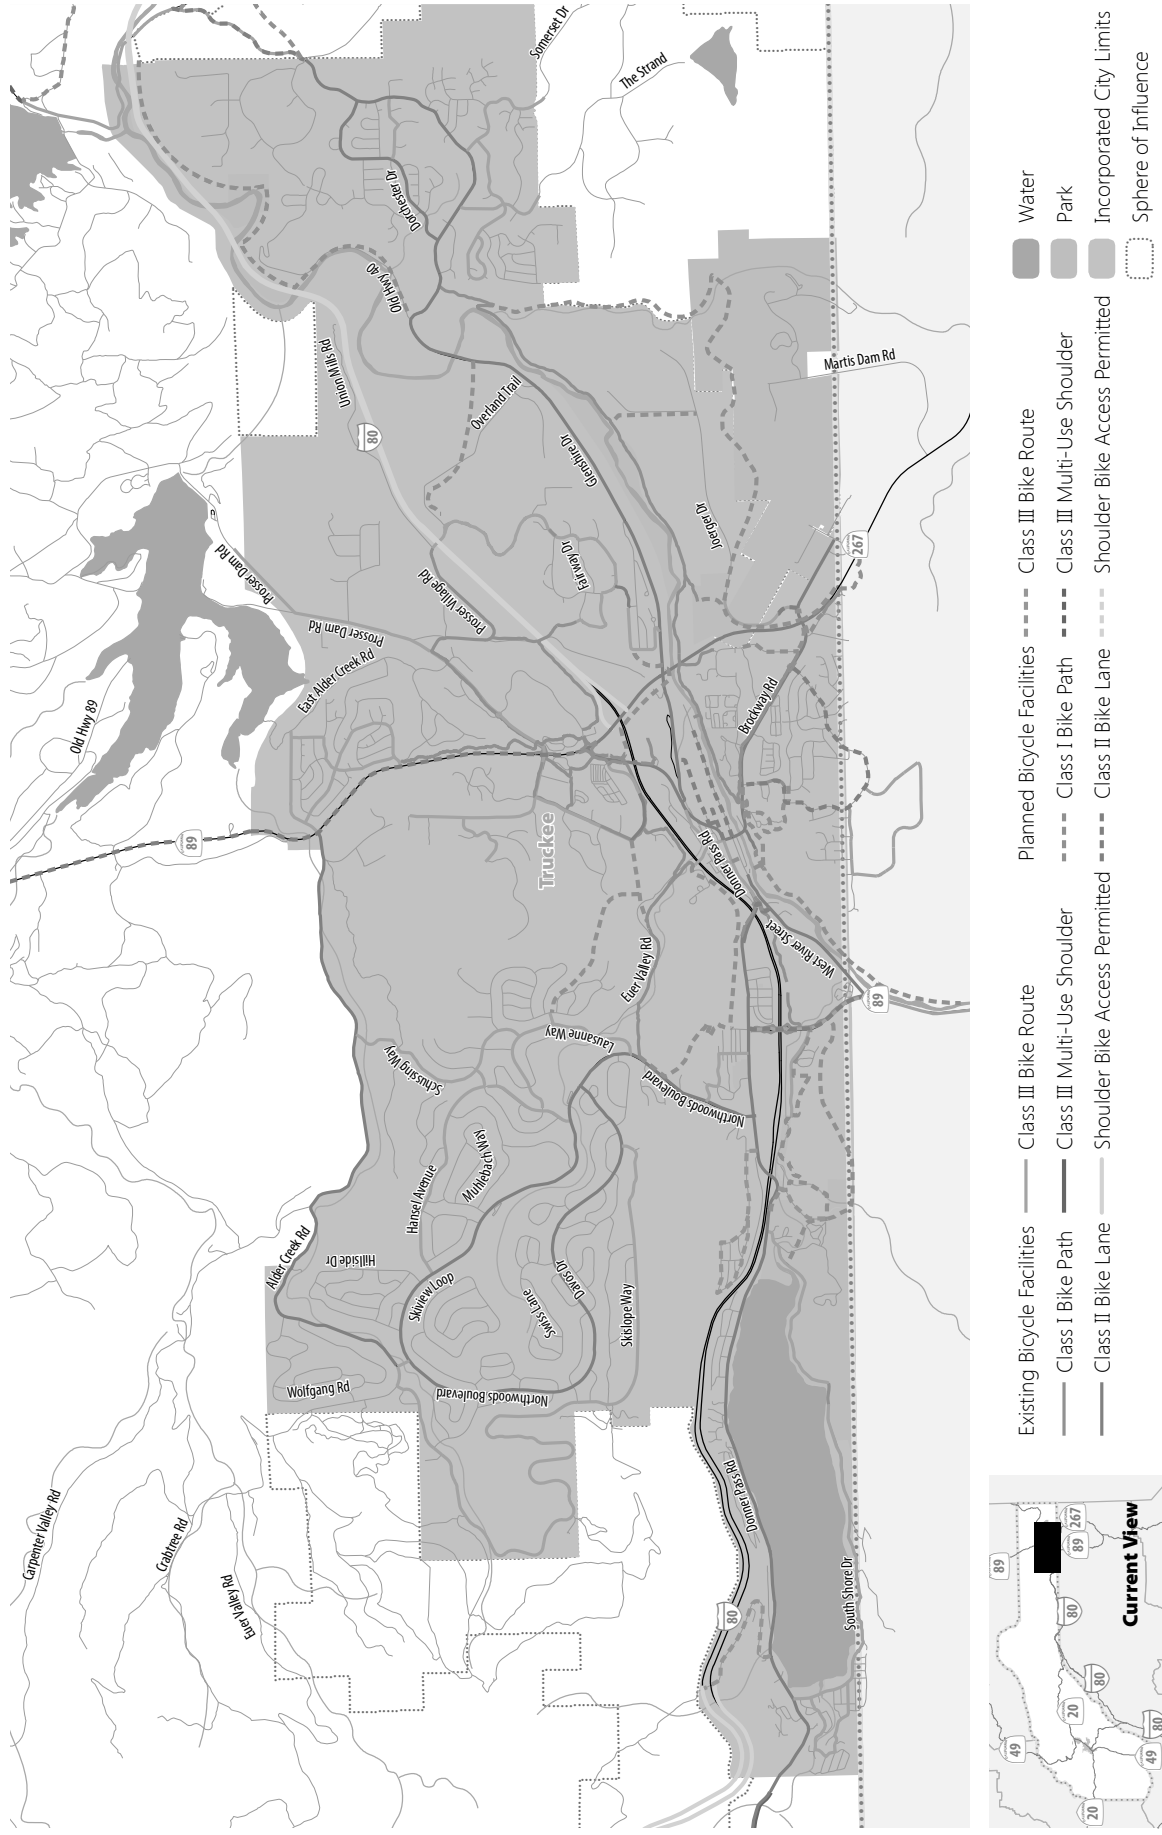 Carpenter Valley Rd
Crabtree Rd
Euer Valley Rd
Wolfgang Rd
Alder Creek Rd
Hillside Dr
Hansel Avenue
Muhlebach Way
Skiview Loop
Swiss Lane
Davos Dr
Skislope Way
Northwoods Boulevard
Northwoods Boulevard
Schussing Way
Lausanne Way
Euer Valley Rd
Truckee
89
Old Hwy 89
East Alder Creek Rd
Prosser Dam Rd
Prosser Dam Rd
Prosser Village Rd
Fairway Dr
Union Mills Rd
80
Overland Trail
Glenshire Dr
Old Hwy 40
Dorchester Dr
Somerset Dr
The Strand
Joerger Dr
Martis Dam Rd
267
Brockway Rd
Donner Pass Rd
West River Street
89
Donner Pass Rd
80
South Shore Dr
Existing Bicycle Facilities
Class I Bike Path
Class II Bike Lane
Class III Bike Route
Class III Multi-Use Shoulder
Shoulder Bike Access Permitted
Planned Bicycle Facilities
Class I Bike Path
Class II Bike Lane
Class III Bike Route
Class III Multi-Use Shoulder
Shoulder Bike Access Permitted
Water
Park
Incorporated City Limits
Sphere of Influence
49
20
20
80
80
49
80
89
89
267
Current View